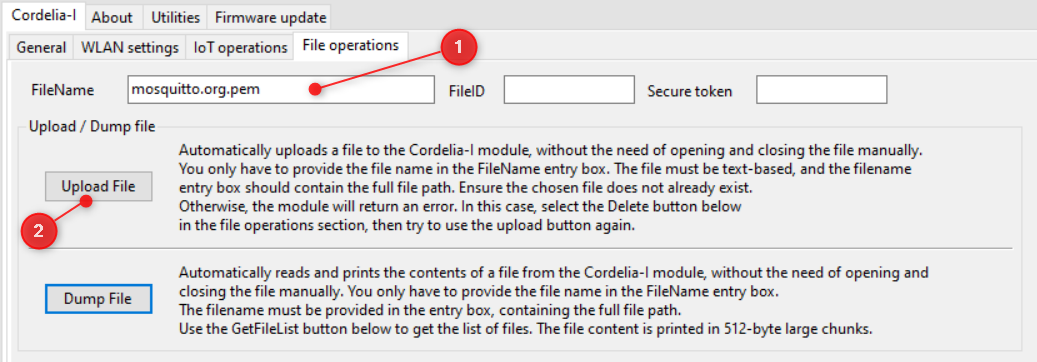 Cordelia-I About Utilities Firmware update
General WLAN settings IoT operations File operations 1
FileName mosquitto.org.pem FileID Secure token
Upload / Dump file
Automatically uploads a file to the Cordelia-I module, without the need of opening and closing the file manually.
You only have to provide the file name in the FileName entry box. The file must be text-based, and the filename
entry box should contain the full file path. Ensure the chosen file does not already exist.
Otherwise, the module will return an error. In this case, select the Delete button below
in the file operations section, then try to use the upload button again.
Upload File
2
Automatically reads and prints the contents of a file from the Cordelia-I module, without the need of opening and
closing the file manually. You only have to provide the file name in the FileName entry box.
The filename must be provided in the entry box, containing the full file path.
Use the GetFileList button below to get the list of files. The file content is printed in 512-byte large chunks.
Dump File